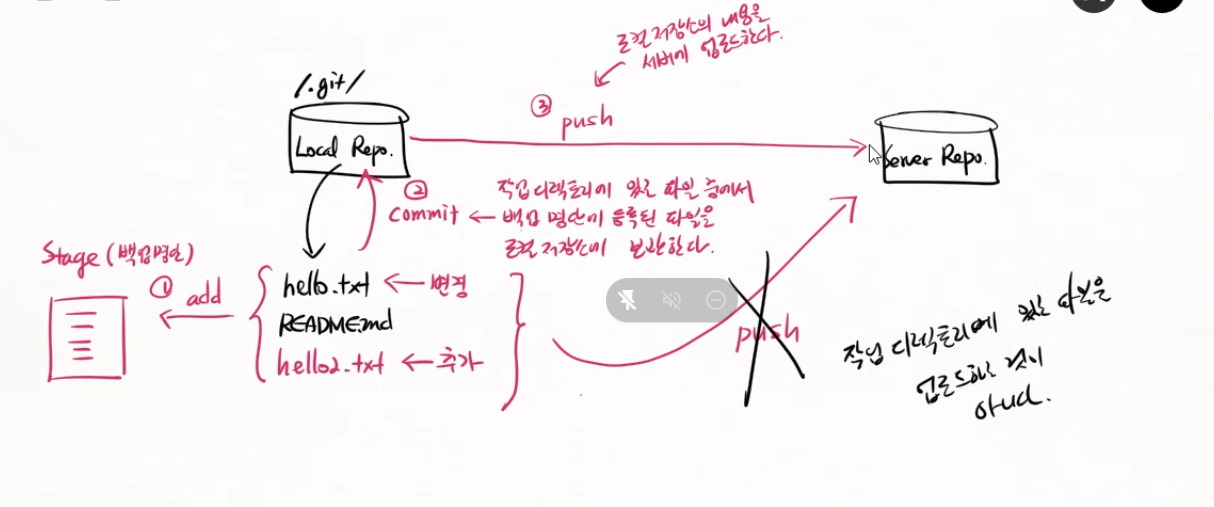 로컬 저장소의 내용을
서버에 업로드한다.
/.git/
③
push
Local Repo.
Server Repo.
②
commit ← 작업 디렉토리에 있는 파일 중에서
백업 명단에 등록된 파일을
로컬 저장소에 보관한다.
Stage (백업명단)
① add
hello.txt ← 변경
README.md
hello2.txt ← 추가
push
작업 디렉토리에 있는 파일을
업로드하는 것이
아니다.